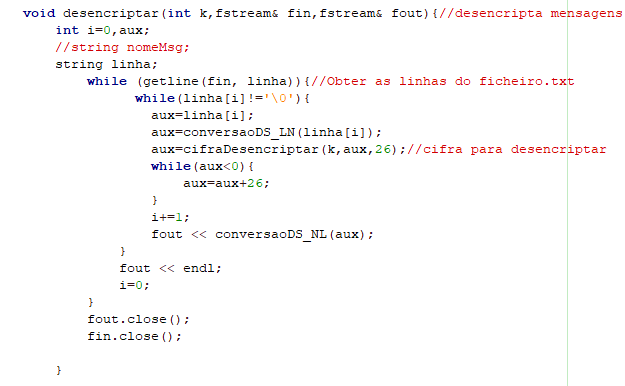 void desencriptar(int k,fstream& fin,fstream& fout){//desencripta mensagens
int i=0,aux;
//string nomeMsg;
string linha;
while (getline(fin, linha)){//Obter as linhas do ficheiro.txt
while(linha[i]!='\0'){
aux=linha[i];
aux=conversaoDS_LN(linha[i]);
aux=cifraDesencriptar(k,aux,26);//cifra para desencriptar
while(aux<0){
aux=aux+26;
}
i+=1;
fout << conversaoDS_NL(aux);
}
fout << endl;
i=0;
}
fout.close();
fin.close();
}